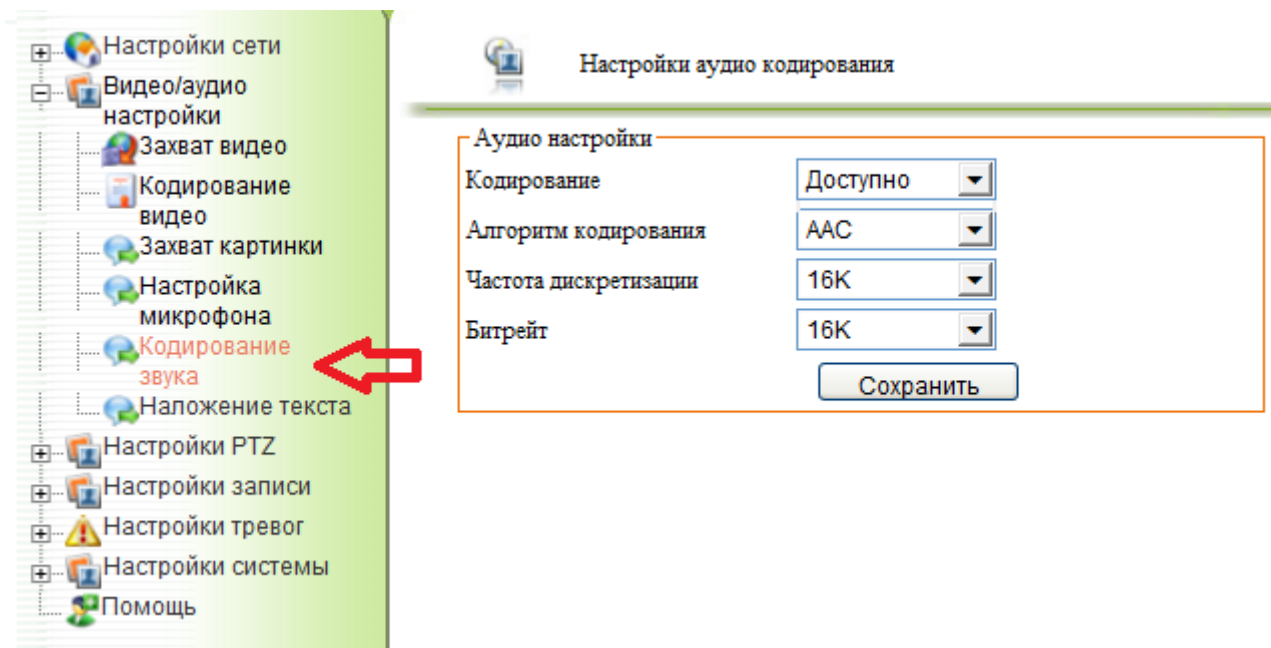 Настройки сети
Видео/аудио
настройки
Захват видео
Кодирование
видео
Захват картинки
Настройка
микрофона
Кодирование
звука
Наложение текста
Настройки PTZ
Настройки записи
Настройки тревог
Настройки системы
Помощь
Настройки аудио кодирования
Аудио настройки
Кодирование Доступно
Алгоритм кодирования AAC
Частота дискретизации 16K
Битрейт 16K
Сохранить